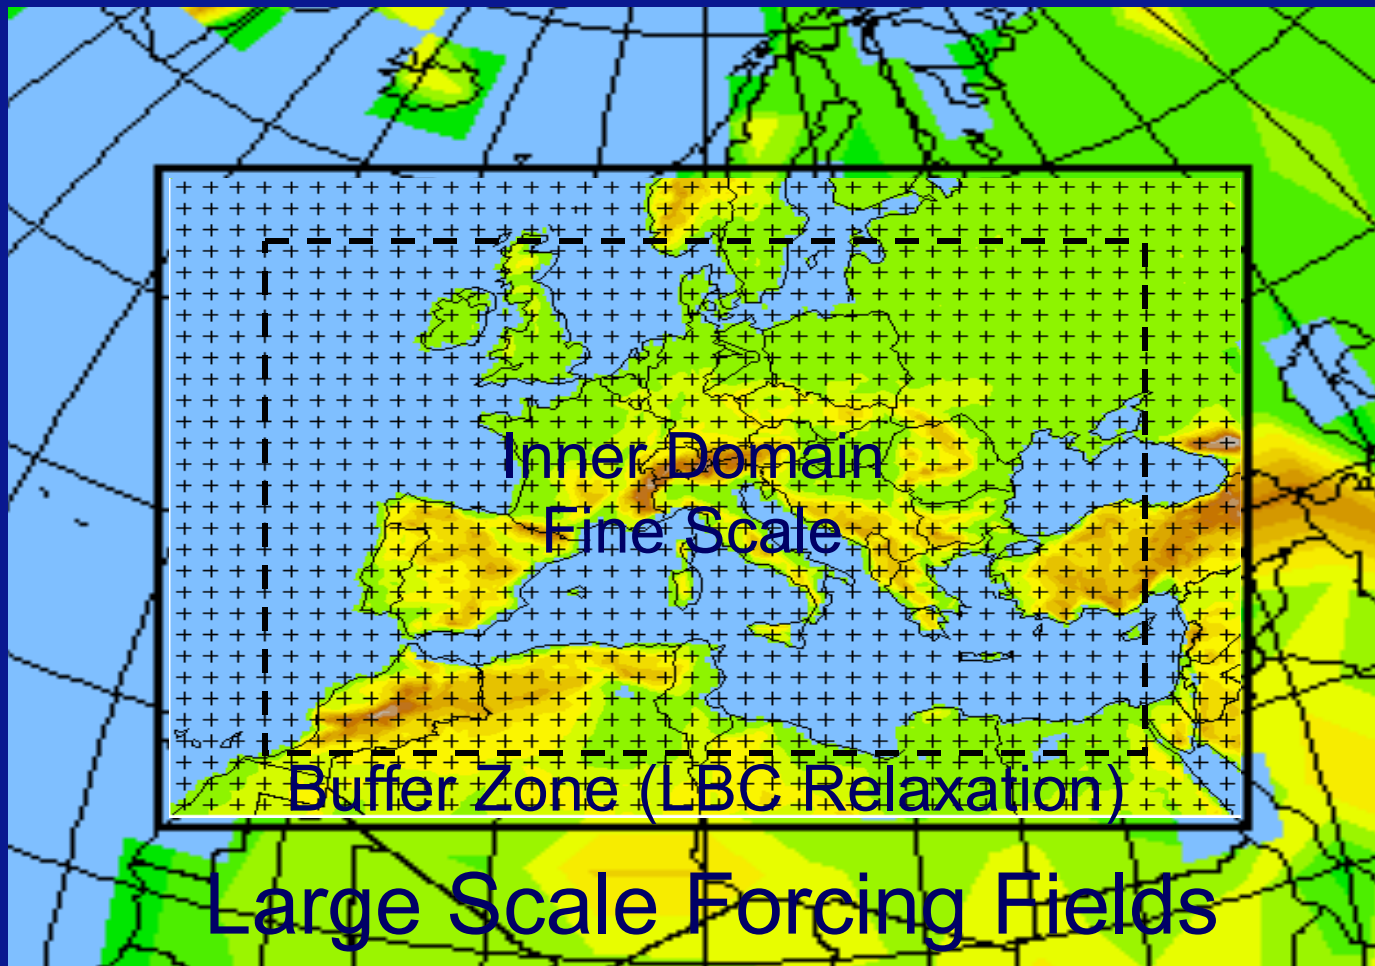 Inner Domain
Fine Scale
Buffer Zone (LBC Relaxation)
Large Scale Forcing Fields